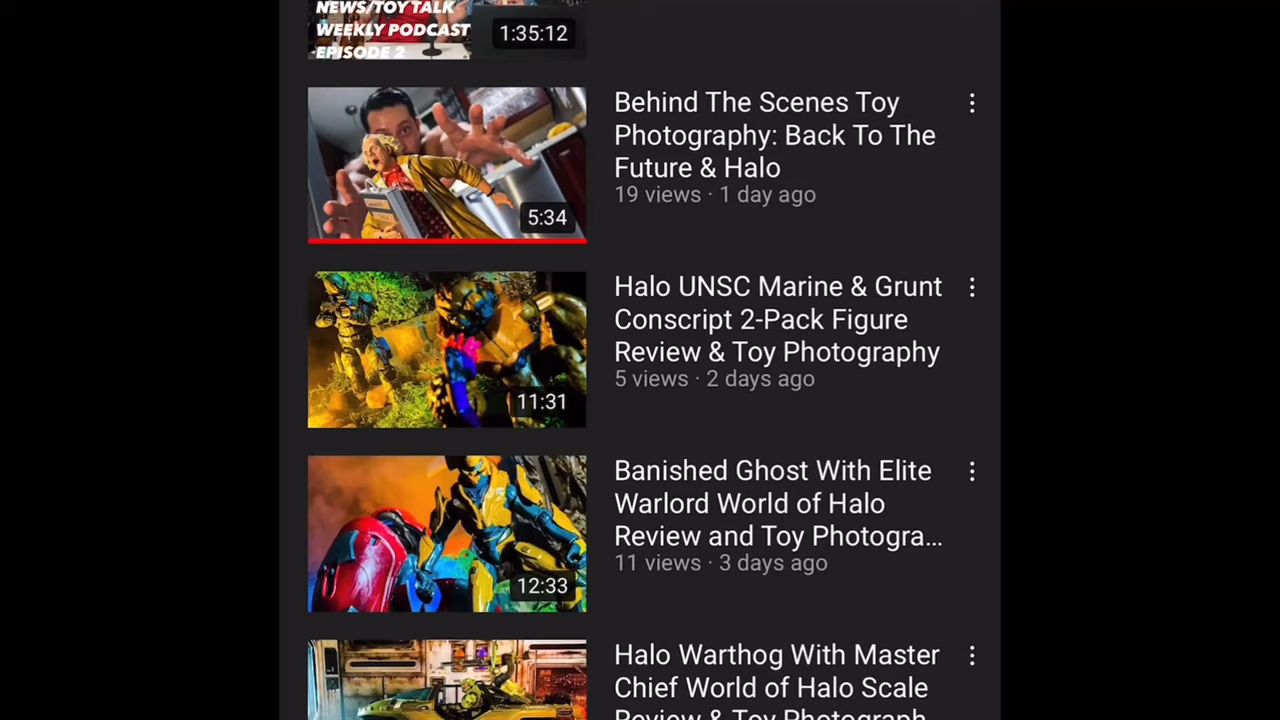 NEWS/TOY TALK
WEEKLY PODCAST
EPISODE 2
1:35:12
Behind The Scenes Toy
Photography: Back To The
Future & Halo
19 views · 1 day ago
5:34
Halo UNSC Marine & Grunt
Conscript 2-Pack Figure
Review & Toy Photography
5 views · 2 days ago
11:31
Banished Ghost With Elite
Warlord World of Halo
Review and Toy Photogra...
11 views · 3 days ago
12:33
Halo Warthog With Master
Chief World of Halo Scale
Review & Toy Photograph